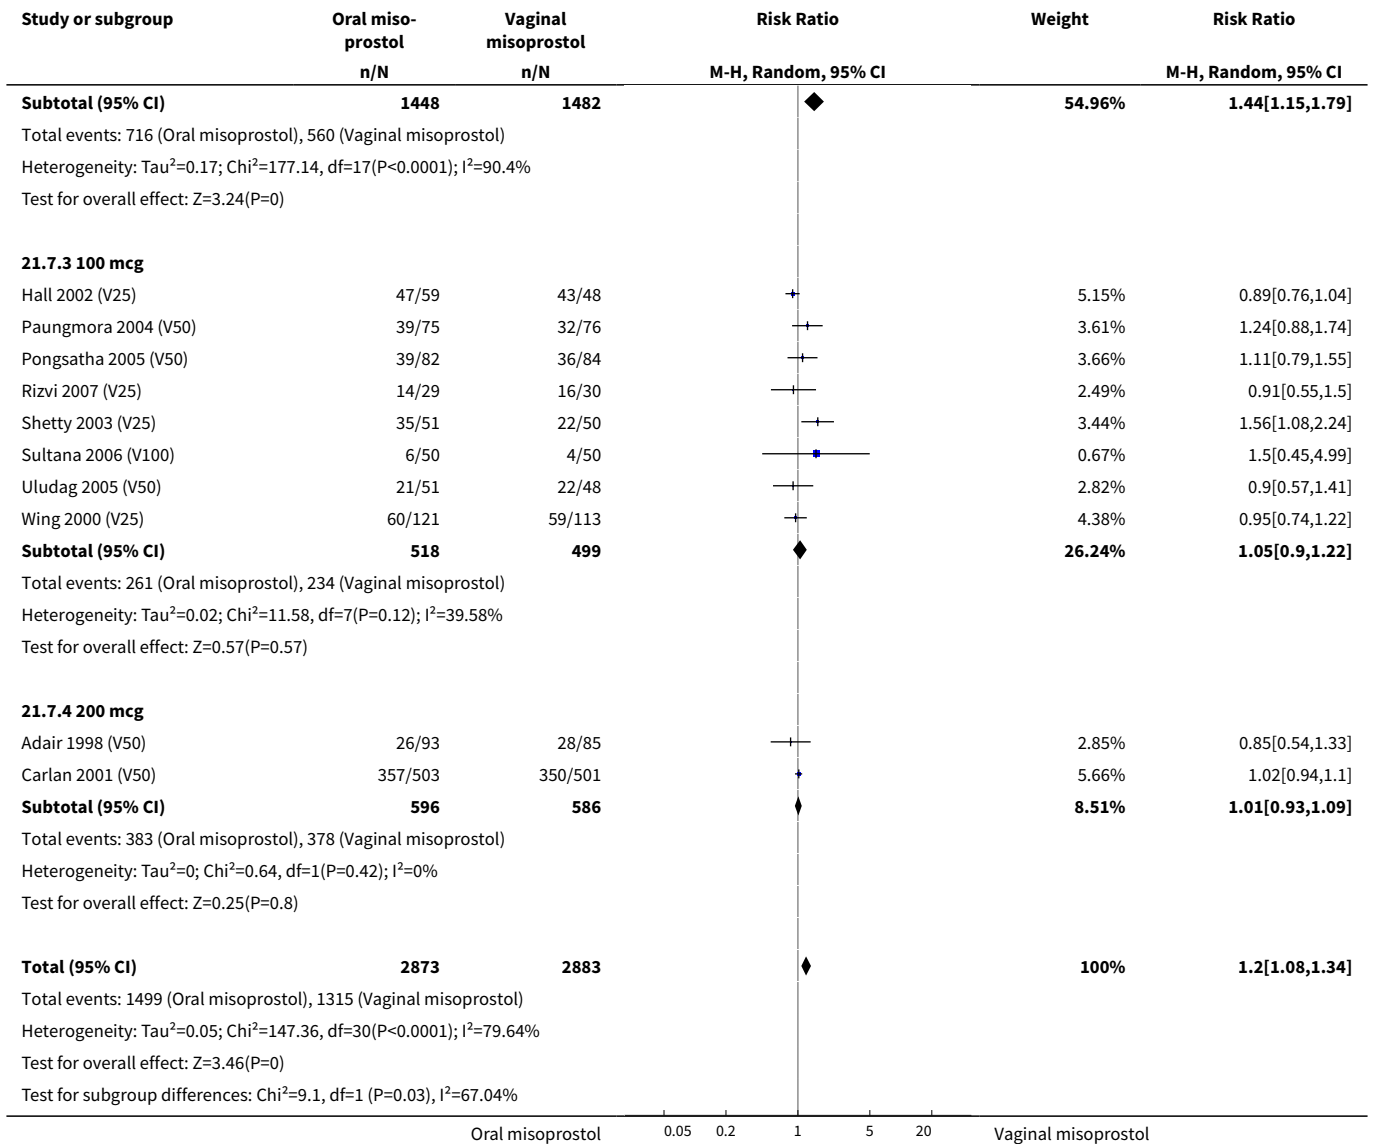 Study or subgroup Oral miso- Vaginal Risk Ratio Weight Risk Ratio
prostol misoprostol
n/N n/N M-H, Random, 95% CI M-H, Random, 95% CI
Subtotal (95% CI) 1448 1482 54.96% 1.44[1.15,1.79]
Total events: 716 (Oral misoprostol), 560 (Vaginal misoprostol)
Heterogeneity: Tau²=0.17; Chi²=177.14, df=17(P<0.0001); I²=90.4%
Test for overall effect: Z=3.24(P=0)
21.7.3 100 mcg
Hall 2002 (V25) 47/59 43/48 5.15% 0.89[0.76,1.04]
Paungmora 2004 (V50) 39/75 32/76 3.61% 1.24[0.88,1.74]
Pongsatha 2005 (V50) 39/82 36/84 3.66% 1.11[0.79,1.55]
Rizvi 2007 (V25) 14/29 16/30 2.49% 0.91[0.55,1.5]
Shetty 2003 (V25) 35/51 22/50 3.44% 1.56[1.08,2.24]
Sultana 2006 (V100) 6/50 4/50 0.67% 1.5[0.45,4.99]
Uludag 2005 (V50) 21/51 22/48 2.82% 0.9[0.57,1.41]
Wing 2000 (V25) 60/121 59/113 4.38% 0.95[0.74,1.22]
Subtotal (95% CI) 518 499 26.24% 1.05[0.9,1.22]
Total events: 261 (Oral misoprostol), 234 (Vaginal misoprostol)
Heterogeneity: Tau²=0.02; Chi²=11.58, df=7(P=0.12); I²=39.58%
Test for overall effect: Z=0.57(P=0.57)
21.7.4 200 mcg
Adair 1998 (V50) 26/93 28/85 2.85% 0.85[0.54,1.33]
Carlan 2001 (V50) 357/503 350/501 5.66% 1.02[0.94,1.1]
Subtotal (95% CI) 596 586 8.51% 1.01[0.93,1.09]
Total events: 383 (Oral misoprostol), 378 (Vaginal misoprostol)
Heterogeneity: Tau²=0; Chi²=0.64, df=1(P=0.42); I²=0%
Test for overall effect: Z=0.25(P=0.8)
Total (95% CI) 2873 2883 100% 1.2[1.08,1.34]
Total events: 1499 (Oral misoprostol), 1315 (Vaginal misoprostol)
Heterogeneity: Tau²=0.05; Chi²=147.36, df=30(P<0.0001); I²=79.64%
Test for overall effect: Z=3.46(P=0)
Test for subgroup differences: Chi²=9.1, df=1 (P=0.03), I²=67.04%
Oral misoprostol 0.05 0.2 1 5 20 Vaginal misoprostol